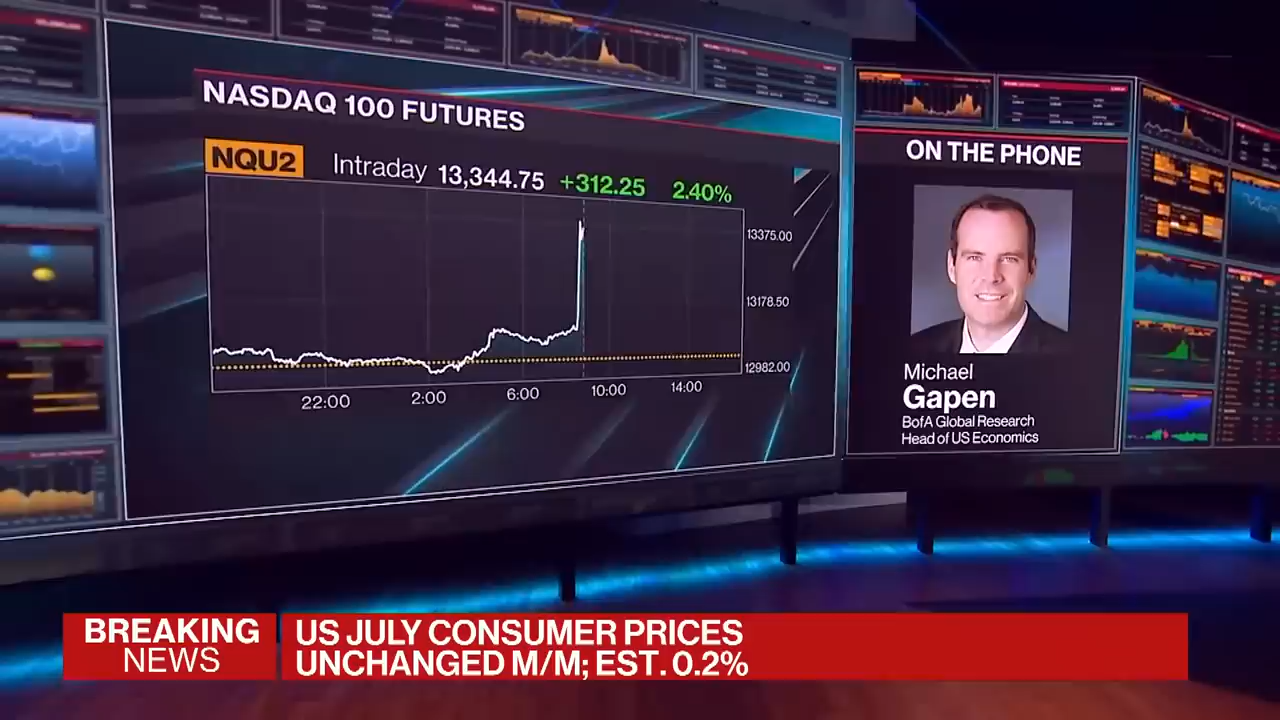 NASDAQ 100 FUTURES
NQU2 Intraday 13,344.75 +312.25 2.40%
13375.00
13178.50
12982.00
22:00 2:00 6:00 10:00 14:00
ON THE PHONE
Michael
Gapen
BofA Global Research
Head of US Economics
BREAKING
NEWS
US JULY CONSUMER PRICES
UNCHANGED M/M; EST. 0.2%